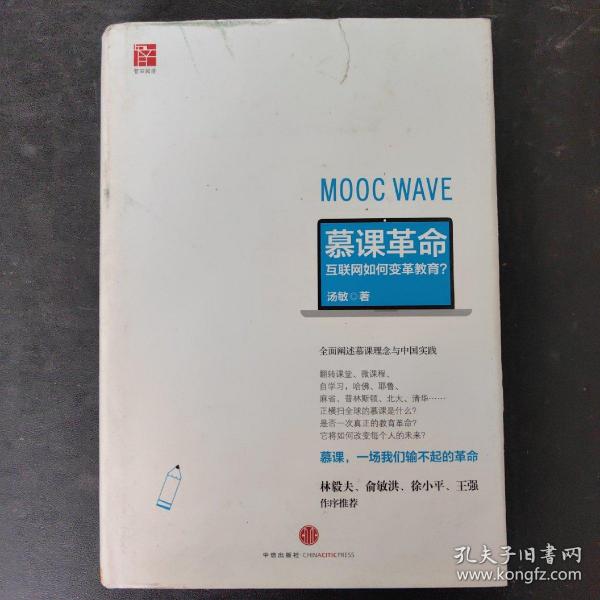 MOOC WAVE
慕课革命
互联网如何变革教育?
汤敏◎著
全面阐述慕课理念与中国实践
翻转课堂、微课程、
自学习，哈佛、耶鲁、
麻省、普林斯顿、北大、清华……
正横扫全球的慕课是什么?
是否一次真正的教育革命?
它将如何改变每个人的未来?
慕课，一场我们输不起的革命
林毅夫、俞敏洪、徐小平、王强
作序推荐
中信出版社·CHINACITICPRESS
孔夫子旧书网
www.kongfz.com